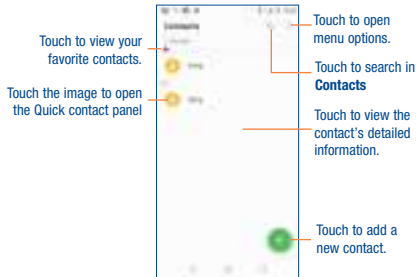 Contacts
Touch to view your
favorite contacts.
Touch the image to open
the Quick contact panel
Touch to open
menu options.
Touch to search in
Contacts
Touch to view the
contact's detailed
information.
Touch to add a
new contact.